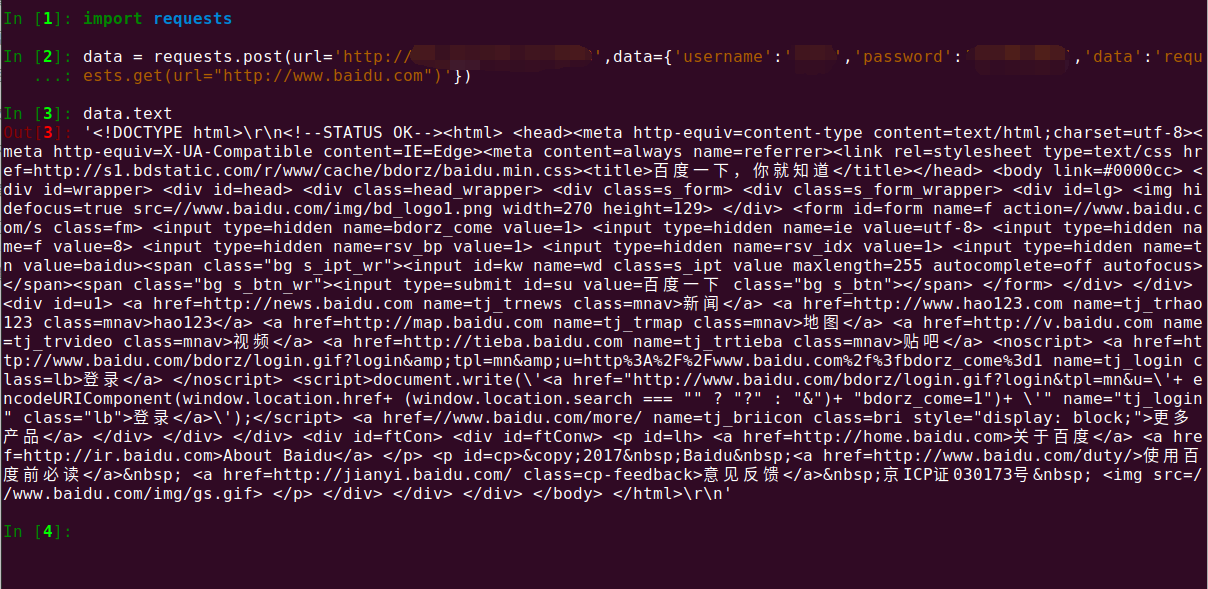 In [1]: import requests
In [2]: data = requests.post(url='http://',data={'username':'','password':'','data':'requ
...: ests.get(url="http://www.baidu.com")'})
In [3]: data.text
Out[3]: '<!DOCTYPE html>\r\n<!--STATUS OK--><html> <head><meta http-equiv=content-type content=text/html;charset=utf-8><
meta http-equiv=X-UA-Compatible content=IE=Edge><meta content=always name=referrer><link rel=stylesheet type=text/css hr
ef=http://s1.bdstatic.com/r/www/cache/bdorz/baidu.min.css><title>百度一下，你就知道</title></head> <body link=#0000cc> <
div id=wrapper> <div id=head> <div class=head_wrapper> <div class=s_form> <div class=s_form_wrapper> <div id=lg> <img hi
defocus=true src=//www.baidu.com/img/bd_logo1.png width=270 height=129> </div> <form id=form name=f action=//www.baidu.c
om/s class=fm> <input type=hidden name=bdorz_come value=1> <input type=hidden name=ie value=utf-8> <input type=hidden na
me=f value=8> <input type=hidden name=rsv_bp value=1> <input type=hidden name=rsv_idx value=1> <input type=hidden name=t
n value=baidu><span class="bg s_ipt_wr"><input id=kw name=wd class=s_ipt value maxlength=255 autocomplete=off autofocus>
</span><span class="bg s_btn_wr"><input type=submit id=su value=百度一下 class="bg s_btn"></span> </form> </div> </div>
<div id=u1> <a href=http://news.baidu.com name=tj_trnews class=mnav>新闻</a> <a href=http://www.hao123.com name=tj_trhao
123 class=mnav>hao123</a> <a href=http://map.baidu.com name=tj_trmap class=mnav>地图</a> <a href=http://v.baidu.com name
=tj_trvideo class=mnav>视频</a> <a href=http://tieba.baidu.com name=tj_trtieba class=mnav>贴吧</a> <noscript> <a href=ht
tp://www.baidu.com/bdorz/login.gif?login&amp;tpl=mn&amp;u=http%3A%2F%2Fwww.baidu.com%2f%3fbdorz_come%3d1 name=tj_login c
lass=lb>登录</a> </noscript> <script>document.write(\'<a href="http://www.baidu.com/bdorz/login.gif?login&tpl=mn&u=\'+ e
ncodeURIComponent(window.location.href+ (window.location.search === "" ? "?" : "&")+ "bdorz_come=1")+ \'" name="tj_login
" class="lb">登录</a>\');</script> <a href=//www.baidu.com/more/ name=tj_briicon class=bri style="display: block;">更多
产品</a> </div> </div> </div> <div id=ftCon> <div id=ftConw> <p id=lh> <a href=http://home.baidu.com>关于百度</a> <a hre
f=http://ir.baidu.com>About Baidu</a> </p> <p id=cp>&copy;2017&nbsp;Baidu&nbsp;<a href=http://www.baidu.com/duty/>使用百
度前必读</a>&nbsp; <a href=http://jianyi.baidu.com/ class=cp-feedback>意见反馈</a>&nbsp;京ICP证030173号&nbsp; <img src=/
/www.baidu.com/img/gs.gif> </p> </div> </div> </div> </body> </html>\r\n'
In [4]: